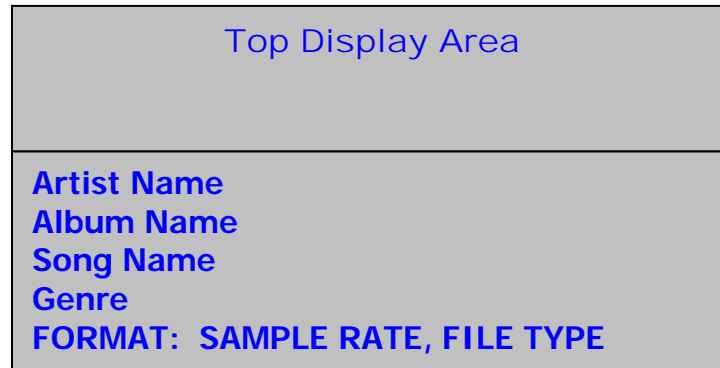 Top Display Area
Artist Name
Album Name
Song Name
Genre
FORMAT: SAMPLE RATE, FILE TYPE